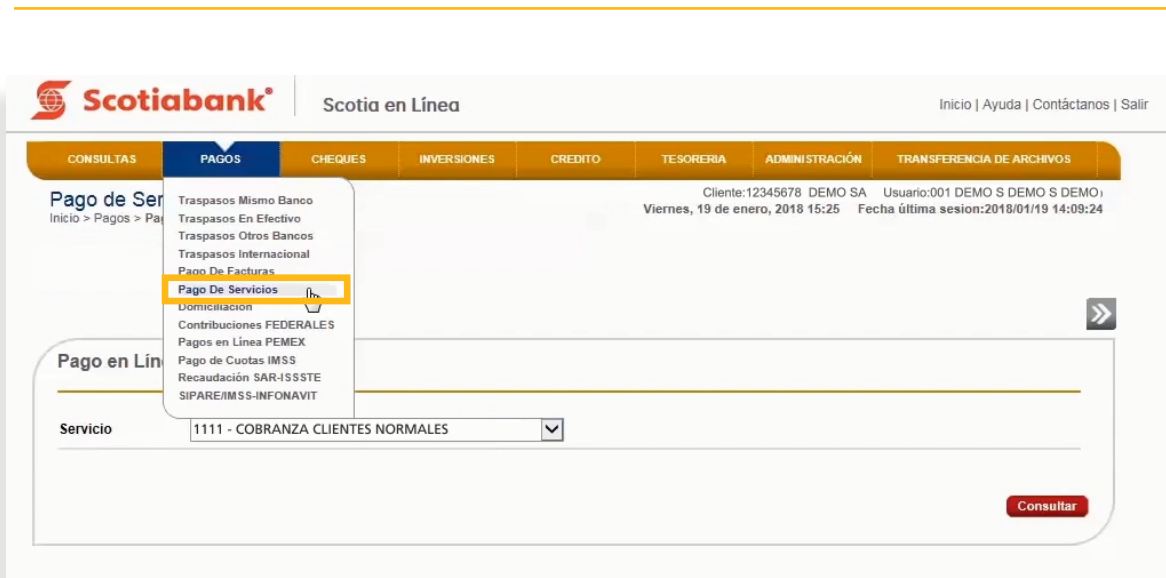 Scotiabank®
Scotia en Línea
Inicio | Ayuda | Contáctanos | Salir
CONSULTAS PAGOS CHEQUES INVERSIONES CREDITO TESORERIA ADMINISTRACIÓN TRANSFERENCIA DE ARCHIVOS
Pago de Ser
Inicio > Pagos > Pa
Cliente:12345678 DEMO SA Usuario:001 DEMO S DEMO S DEMO)
Viernes, 19 de enero, 2018 15:25 Fecha última sesion:2018/01/19 14:09:24
Traspasos Mismo Banco
Traspasos En Efectivo
Traspasos Otros Bancos
Traspasos Internacional
Pago De Facturas
Pago De Servicios
Domiciliación
Contribuciones FEDERALES
Pagos en Línea PEMEX
Pago de Cuotas IMSS
Recaudación SAR-ISSSTE
SIPARE/IMSS-INFONAVIT
Pago en Lín
Servicio 1111 - COBRANZA CLIENTES NORMALES
Consultar